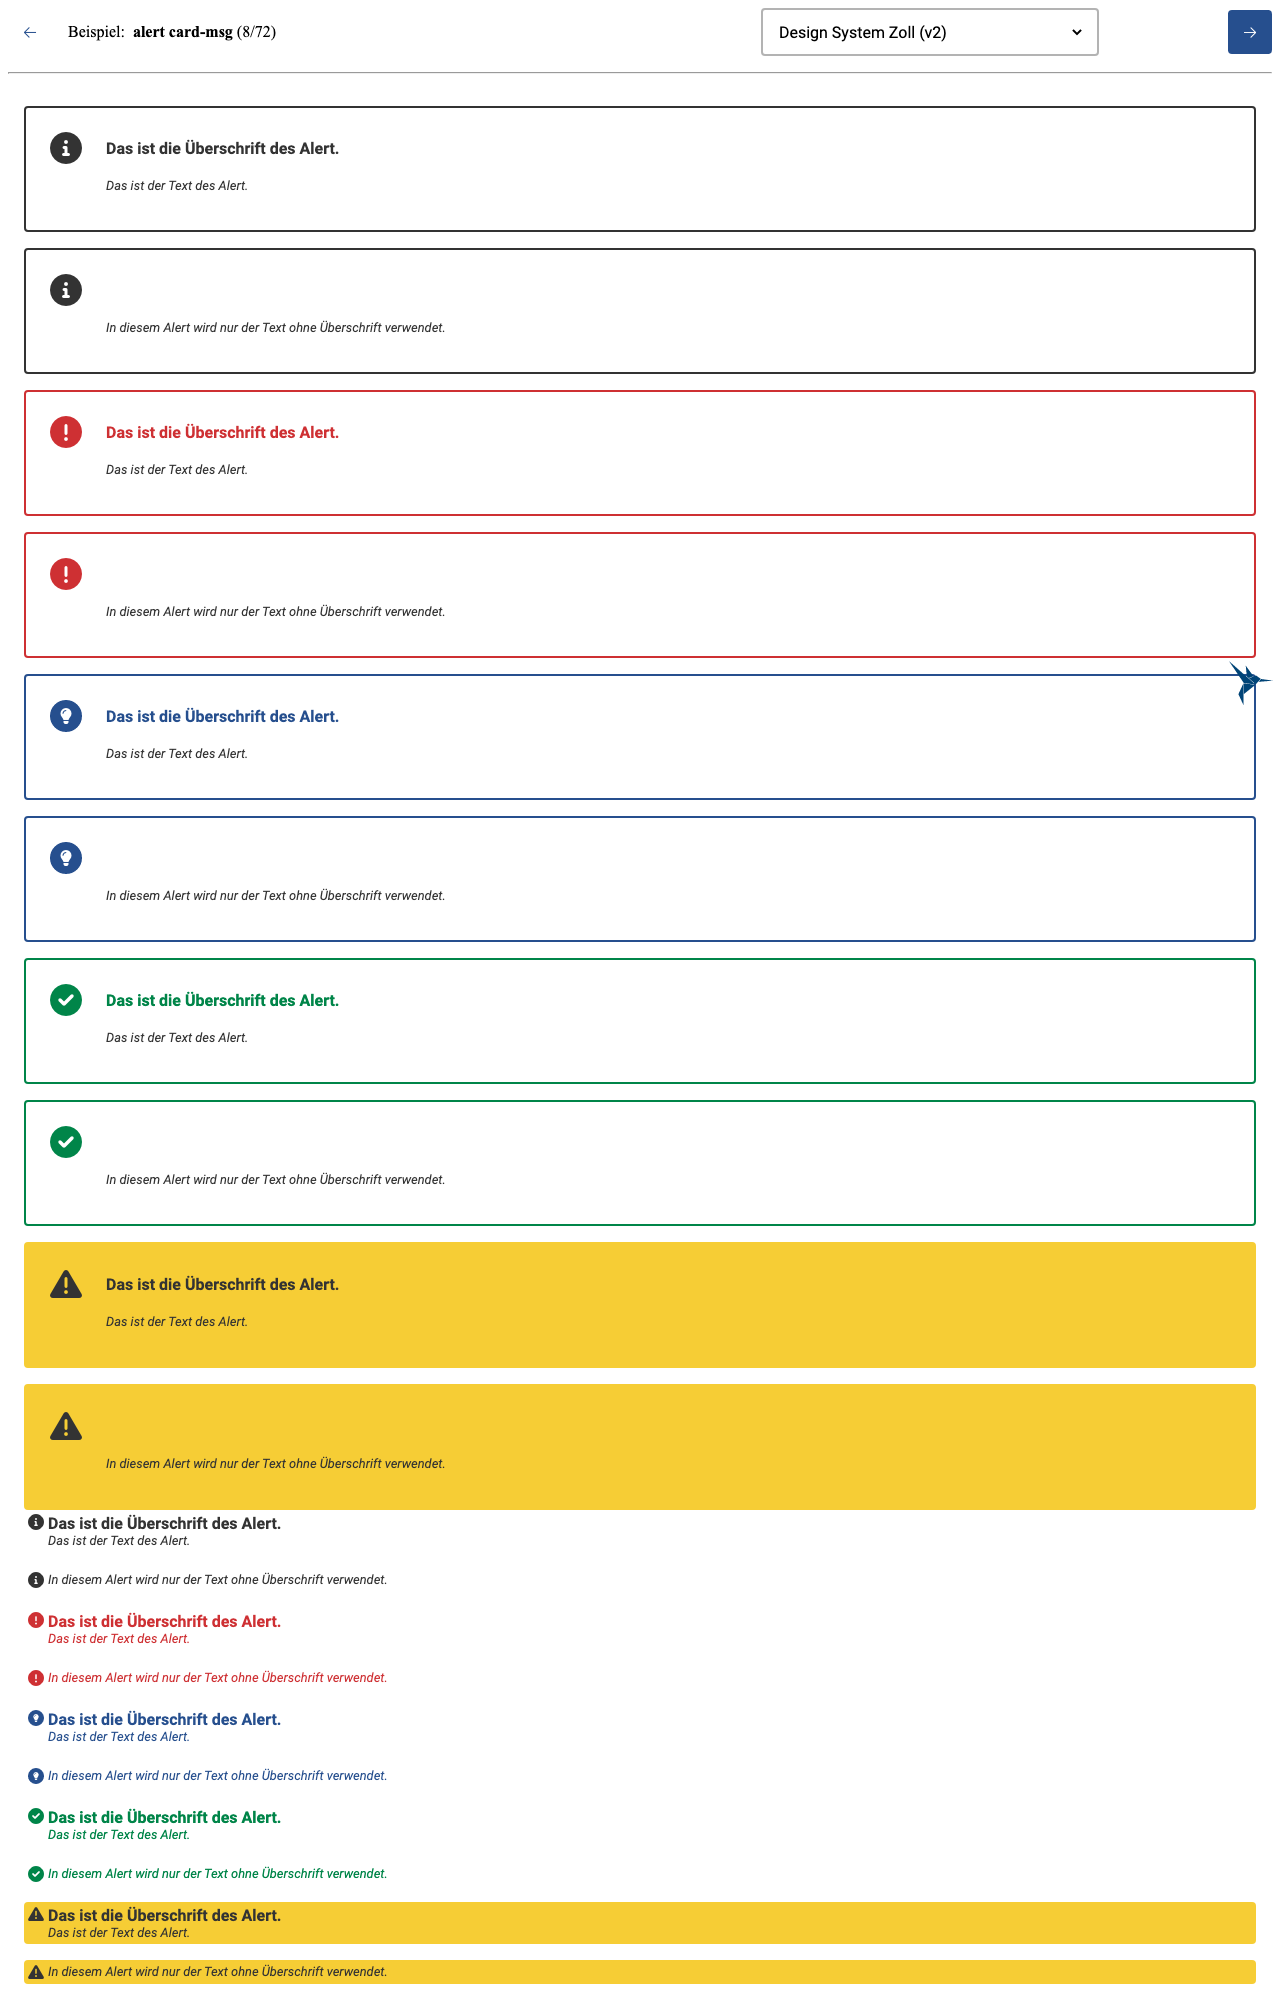 Beispiel: alert card-msg (8/72)
Design System Zoll (v2)
Das ist die Überschrift des Alert.
Das ist der Text des Alert.
In diesem Alert wird nur der Text ohne Überschrift verwendet.
Das ist die Überschrift des Alert.
Das ist der Text des Alert.
In diesem Alert wird nur der Text ohne Überschrift verwendet.
Das ist die Überschrift des Alert.
Das ist der Text des Alert.
In diesem Alert wird nur der Text ohne Überschrift verwendet.
Das ist die Überschrift des Alert.
Das ist der Text des Alert.
In diesem Alert wird nur der Text ohne Überschrift verwendet.
Das ist die Überschrift des Alert.
Das ist der Text des Alert.
In diesem Alert wird nur der Text ohne Überschrift verwendet.
Das ist die Überschrift des Alert.
Das ist der Text des Alert.
In diesem Alert wird nur der Text ohne Überschrift verwendet.
Das ist die Überschrift des Alert.
Das ist der Text des Alert.
In diesem Alert wird nur der Text ohne Überschrift verwendet.
Das ist die Überschrift des Alert.
Das ist der Text des Alert.
In diesem Alert wird nur der Text ohne Überschrift verwendet.
Das ist die Überschrift des Alert.
Das ist der Text des Alert.
In diesem Alert wird nur der Text ohne Überschrift verwendet.
Das ist die Überschrift des Alert.
Das ist der Text des Alert.
In diesem Alert wird nur der Text ohne Überschrift verwendet.